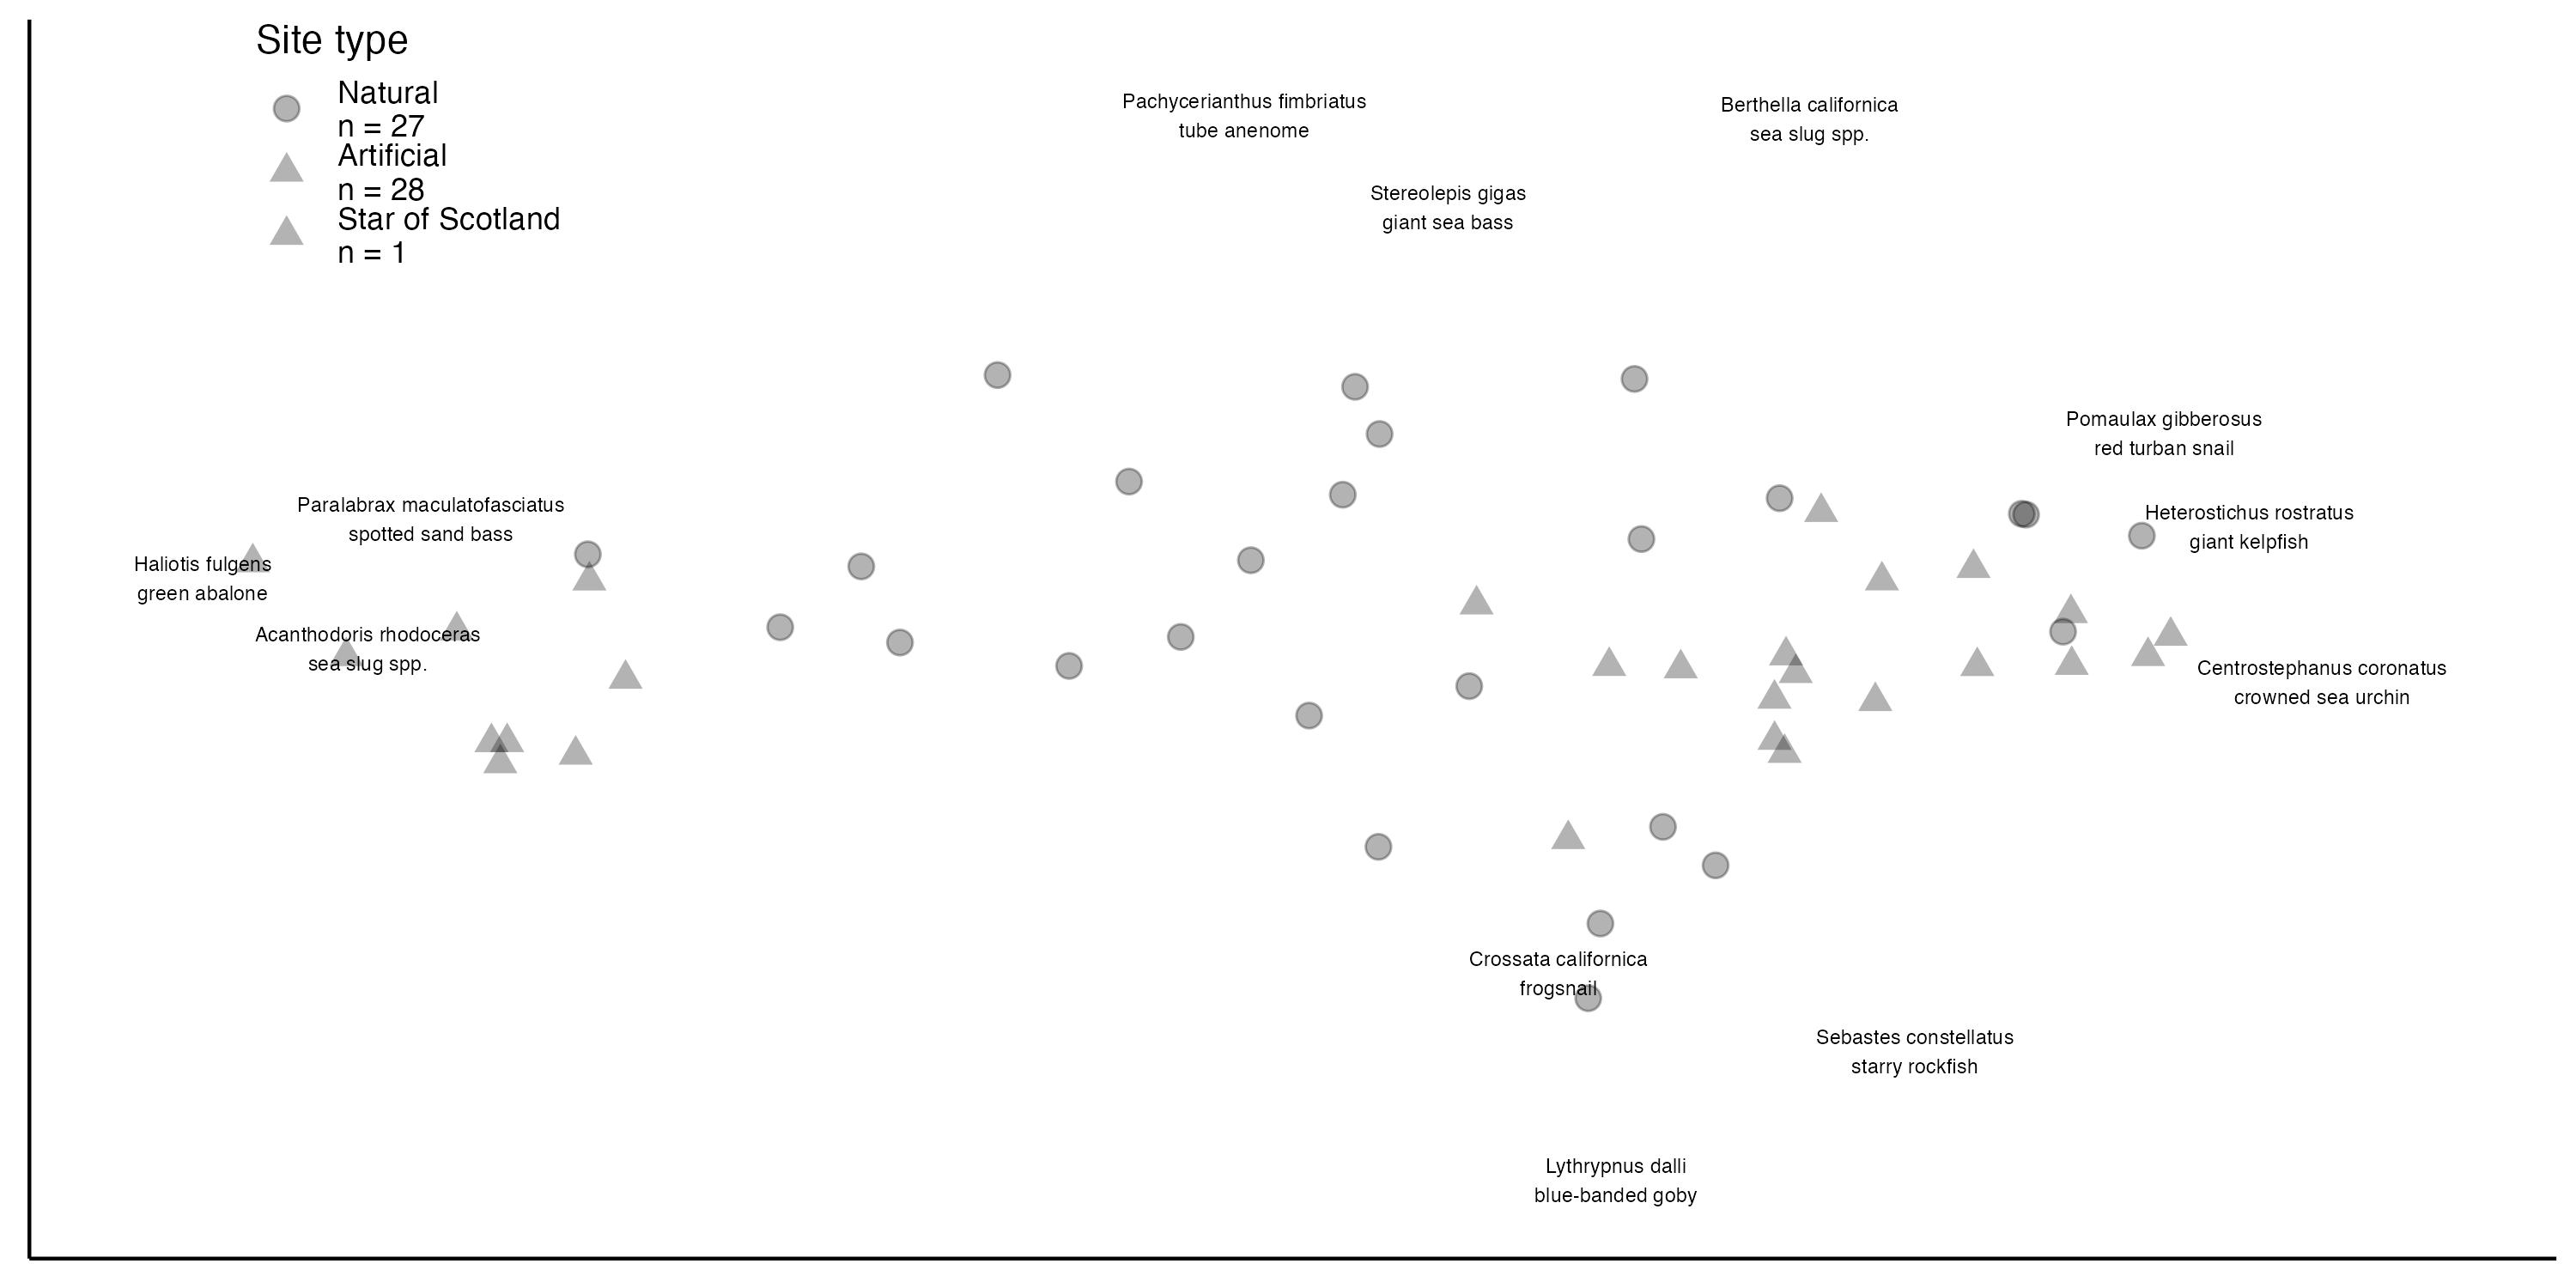 Site type
Natural
n = 27
Artificial
n = 28
Star of Scotland
n = 1
Pachycerianthus fimbriatus
tube anenome
Berthella californica
sea slug spp.
Stereolepis gigas
giant sea bass
Pomaulax gibberosus
red turban snail
Paralabrax maculatofasciatus
spotted sand bass
Heterostichus rostratus
giant kelpfish
Haliotis fulgens
green abalone
Acanthodoris rhodoceras
sea slug spp.
Centrostephanus coronatus
crowned sea urchin
Crossata californica
frogsnail
Sebastes constellatus
starry rockfish
Lythrypnus dalli
blue-banded goby